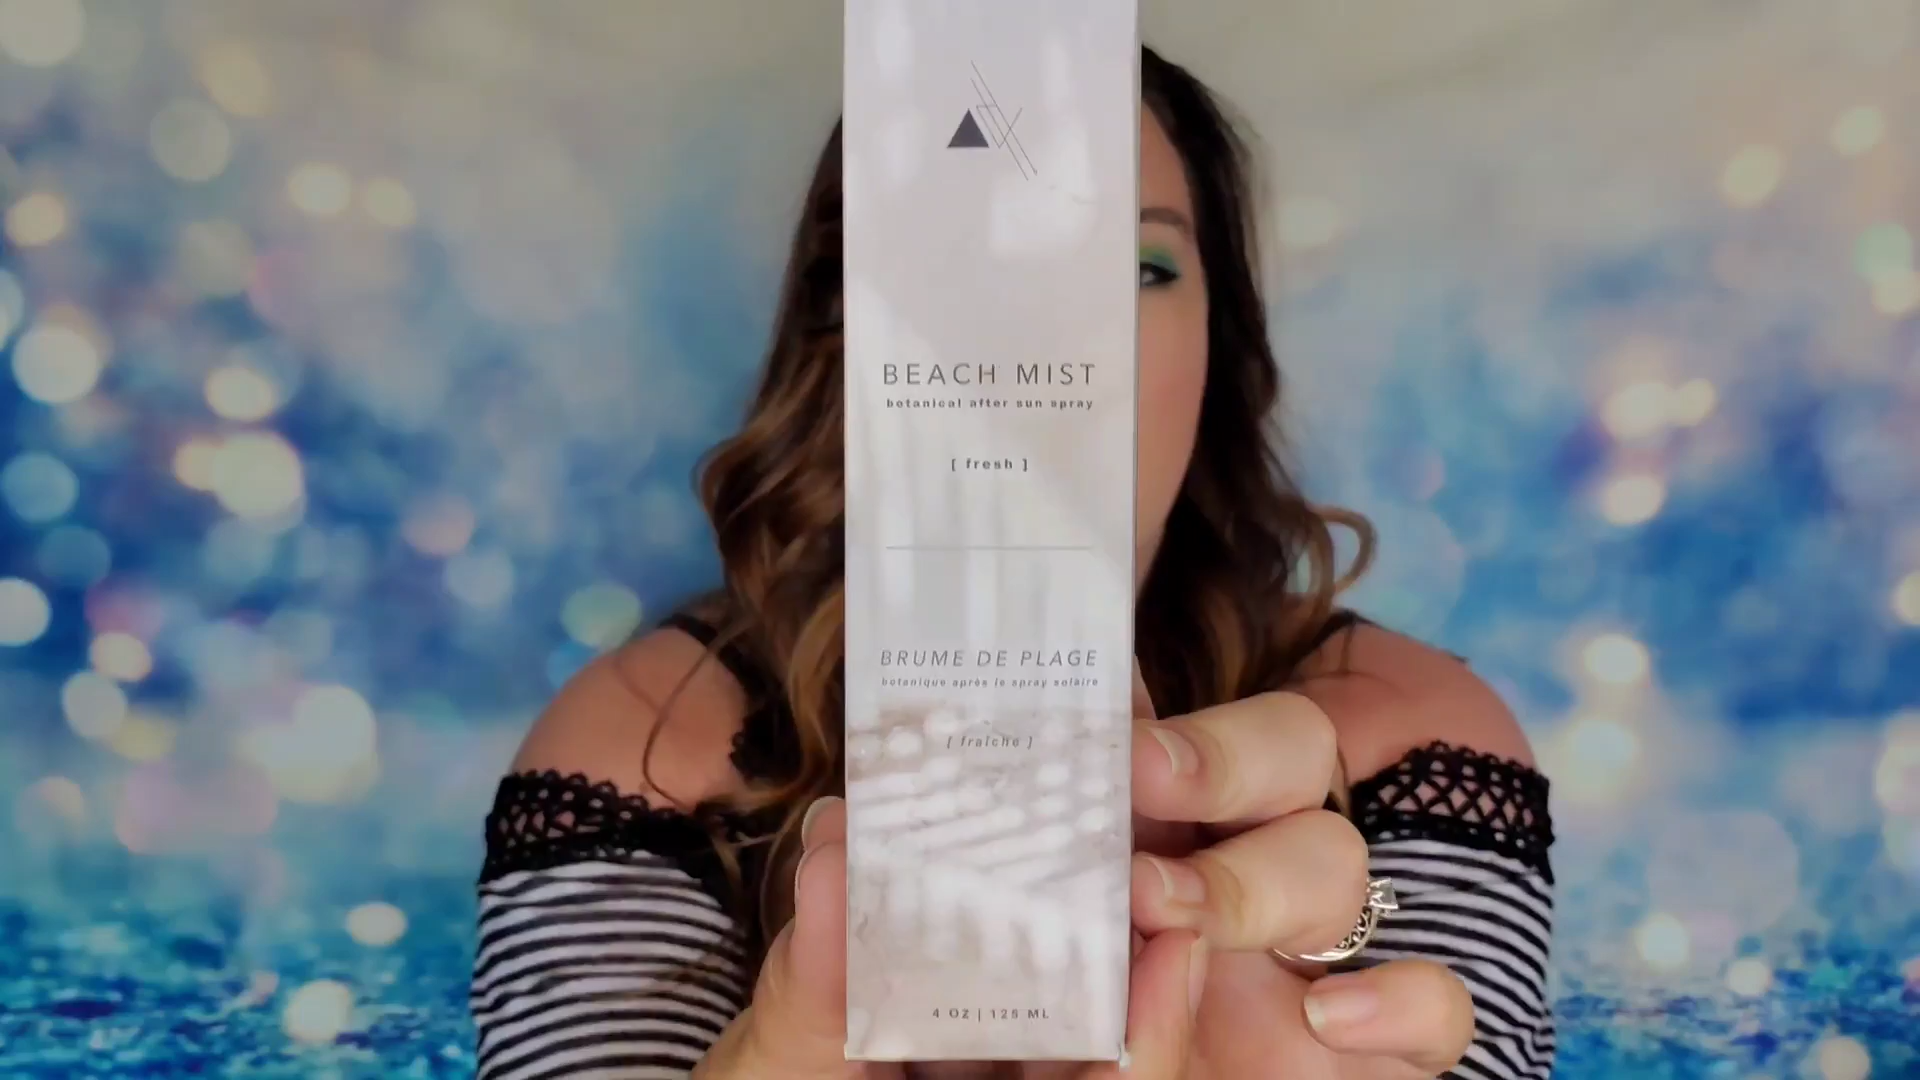 BEACH MIST
botanical after sun spray
[ fresh ]
BRUME DE PLAGE
botanique après le spray solaire
[ fraîche ]
4 OZ | 125 ML